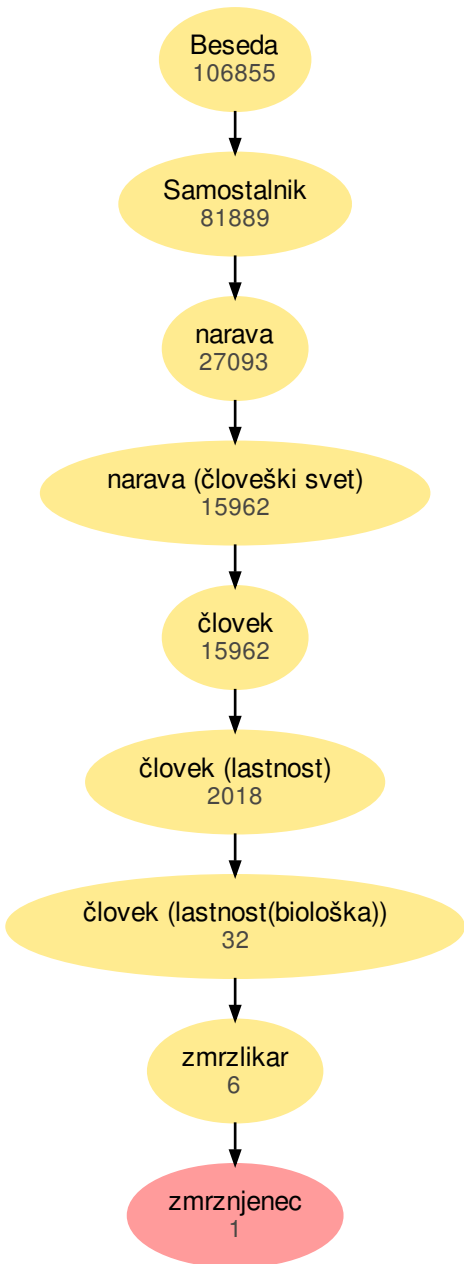 Beseda
106855
Samostalnik
81889
narava
27093
narava (človeški svet)
15962
človek
15962
človek (lastnost)
2018
človek (lastnost(biološka))
32
zmrzlikar
6
zmrznjenec
1